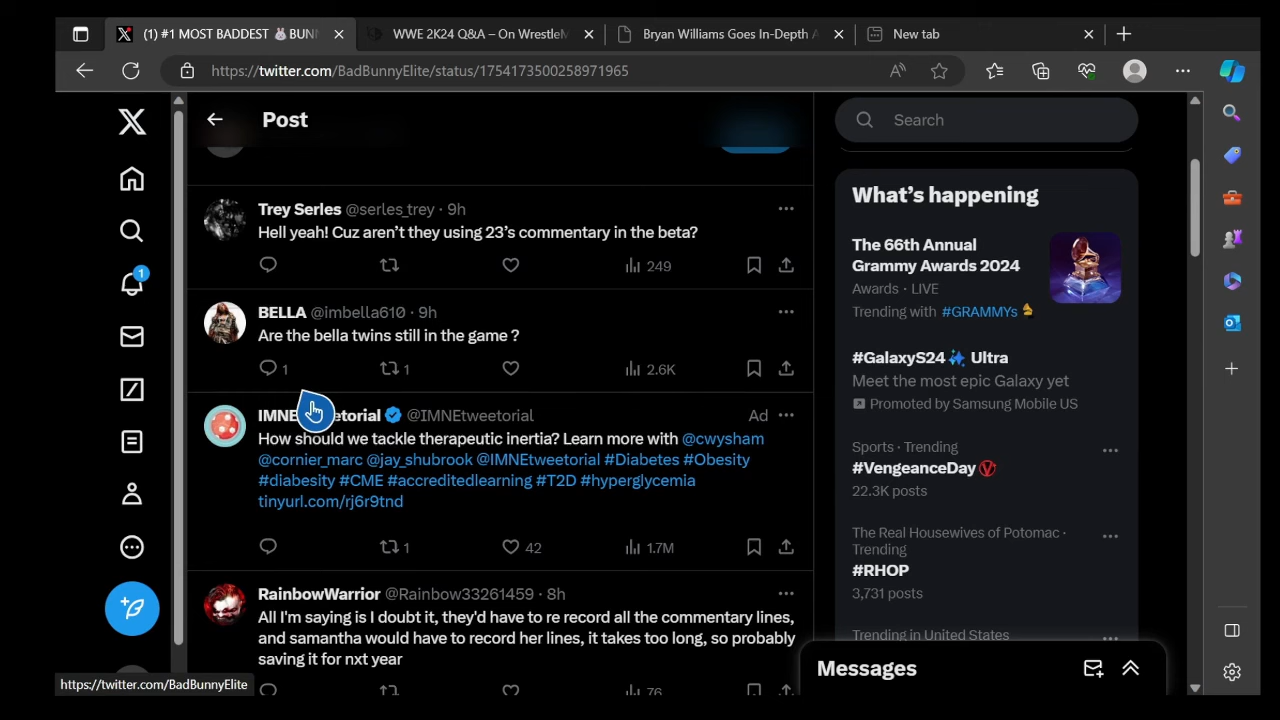 (1) #1 MOST BADDEST 🐰BUNN
WWE 2K24 Q&A – On WrestleM
Bryan Williams Goes In-Depth A
New tab
https://twitter.com/BadBunnyElite/status/1754173500258971965
Post
Search
Trey Serles @serles_trey · 9h
Hell yeah! Cuz aren’t they using 23’s commentary in the beta?
249
BELLA @imbella610 · 9h
Are the bella twins still in the game ?
1 1 2.6K
IMNEtweetorial @IMNEtweetorial Ad
How should we tackle therapeutic inertia? Learn more with @cwysham
@cornier_marc @jay_shubrook @IMNEtweetorial #Diabetes #Obesity
#diabesity #CME #accreditedlearning #T2D #hyperglycemia
tinyurl.com/rj6r9tnd
1 42 1.7M
RainbowWarrior @Rainbow33261459 · 8h
All I'm saying is I doubt it, they'd have to re record all the commentary lines,
and samantha would have to record her lines, it takes too long, so probably
saving it for nxt year
76
What’s happening
The 66th Annual
Grammy Awards 2024
Awards · LIVE
Trending with #GRAMMYs
#GalaxyS24✨ Ultra
Meet the most epic Galaxy yet
Promoted by Samsung Mobile US
Sports · Trending
#VengeanceDay
22.3K posts
The Real Housewives of Potomac ·
Trending
#RHOP
3,731 posts
Trending in United States
Messages
1
https://twitter.com/BadBunnyElite